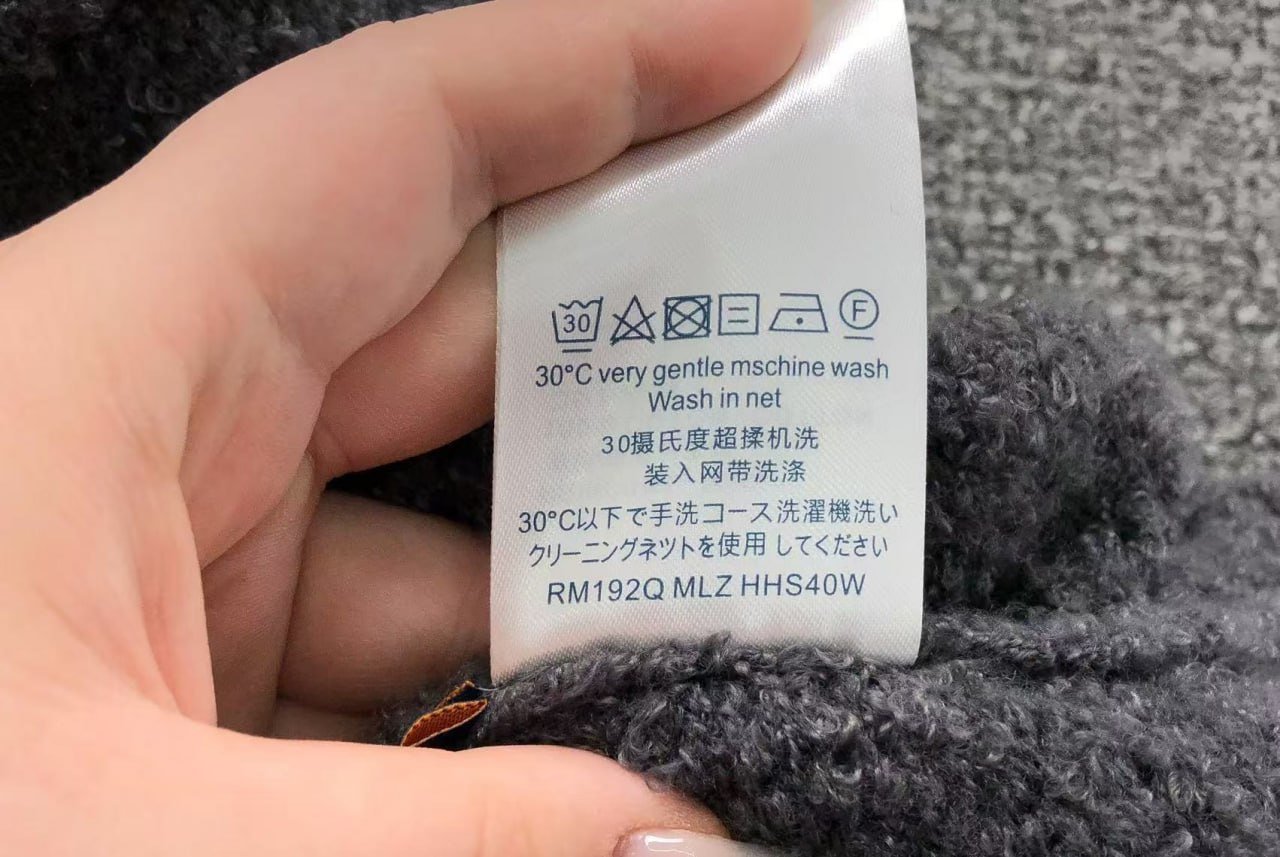 30 F
30°C very gentle mschine wash
Wash in net
30摄氏度超揉机洗
装入网带洗涤
30°C以下で手洗コース洗濯機洗い
クリーニングネツトを使用 してください
RM192Q MLZ HHS40W